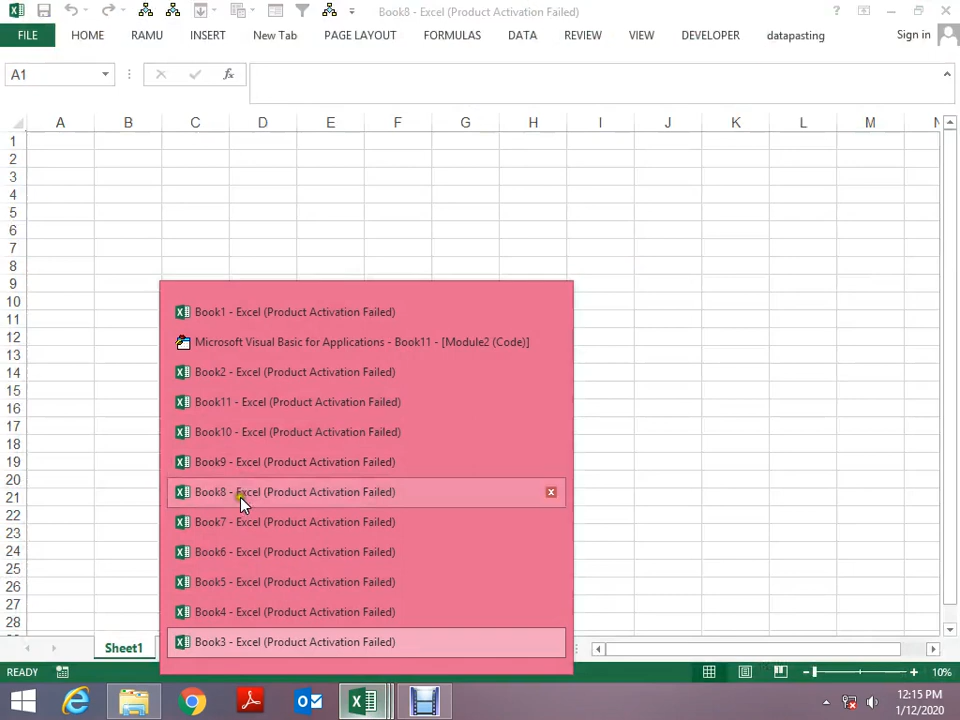 Book8 - Excel (Product Activation Failed)
FILE HOME RAMU INSERT New Tab PAGE LAYOUT FORMULAS DATA REVIEW VIEW DEVELOPER datapasting Sign in
A1 fx
A B C D E F G H I J K L M N
1
2
3
4
5
6
7
8
9
10
11
12
13
14
15
16
17
18
19
20
21
22
23
24
25
26
27
28
Book1 - Excel (Product Activation Failed)
Microsoft Visual Basic for Applications - Book11 - [Module2 (Code)]
Book2 - Excel (Product Activation Failed)
Book11 - Excel (Product Activation Failed)
Book10 - Excel (Product Activation Failed)
Book9 - Excel (Product Activation Failed)
Book8 - Excel (Product Activation Failed)
Book7 - Excel (Product Activation Failed)
Book6 - Excel (Product Activation Failed)
Book5 - Excel (Product Activation Failed)
Book4 - Excel (Product Activation Failed)
Book3 - Excel (Product Activation Failed)
Sheet1
READY 10%
12:15 PM
1/12/2020